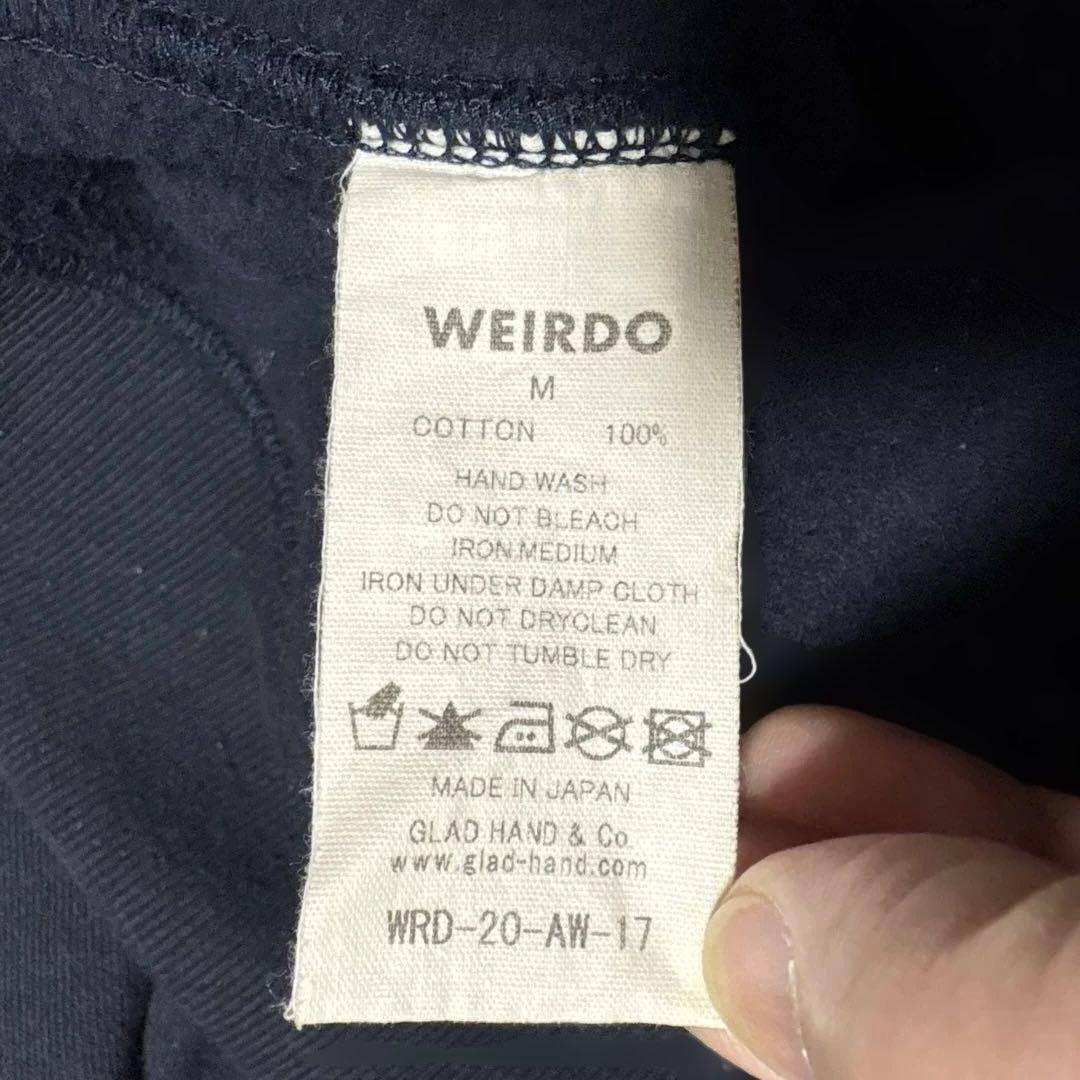 WEIRDO
M
COTTON 100%
HAND WASH
DO NOT BLEACH
IRON MEDIUM
IRON UNDER DAMP CLOTH
DO NOT DRYCLEAN
DO NOT TUMBLE DRY
MADE IN JAPAN
GLAD HAND & Co.
www.glad-hand.com
WRD-20-AW-17